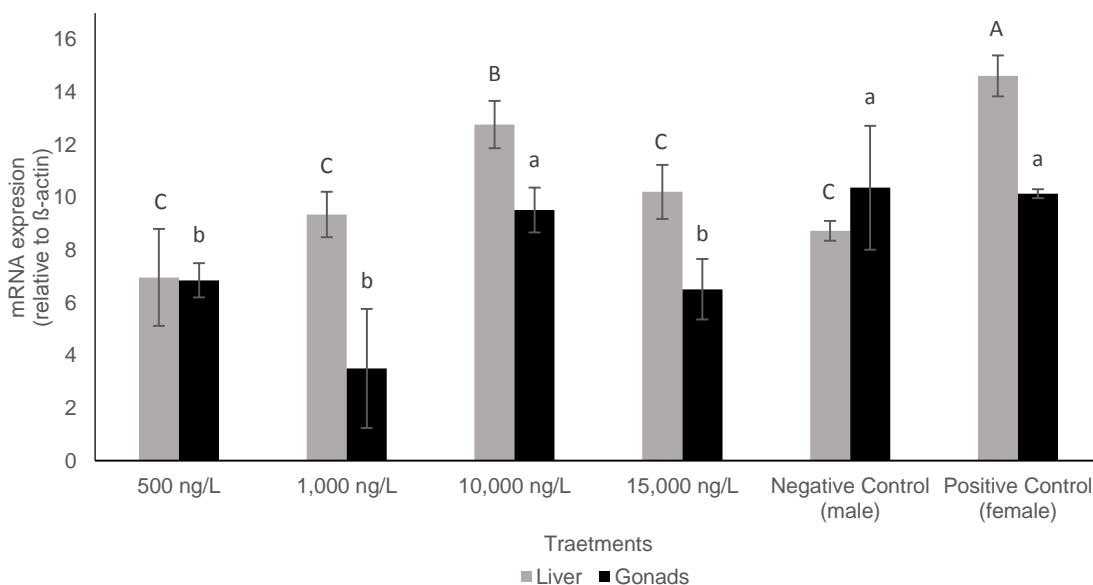 mRNA expresion
(relative to ß-actin)
16
14
12
10
8
6
4
2
0
C
b
C
b
B
a
C
b
C
a
A
a
500 ng/L
1,000 ng/L
10,000 ng/L
15,000 ng/L
Negative Control
(male)
Positive Control
(female)
Traetments
Liver
Gonads